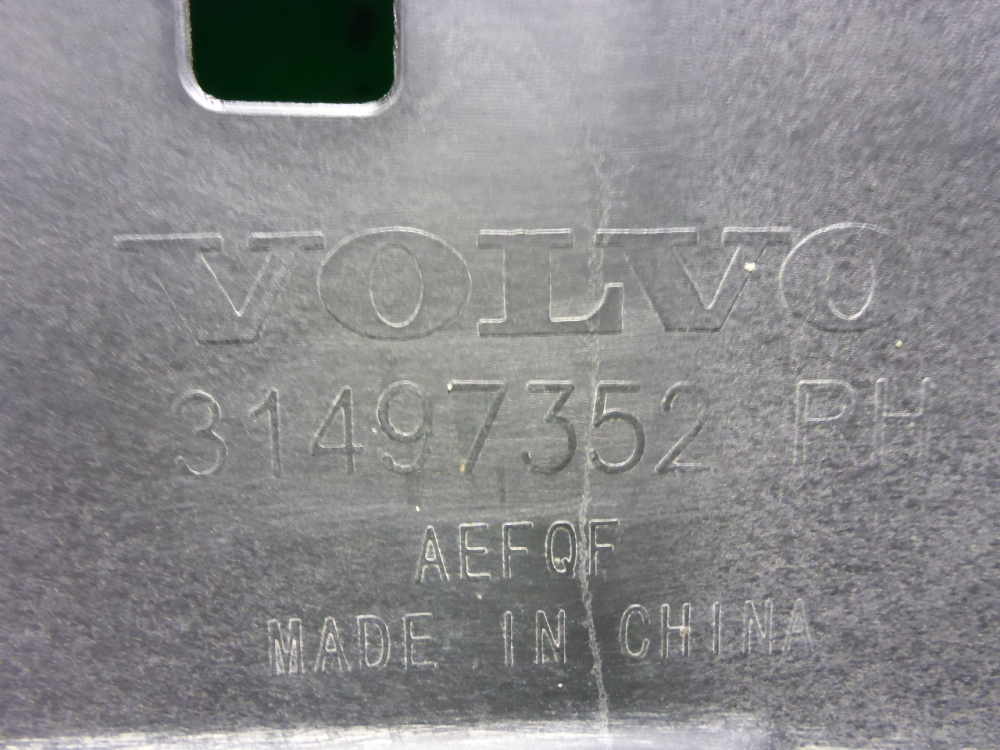 VOLVO
31497352 RH
AEFQF
MADE IN CHINA